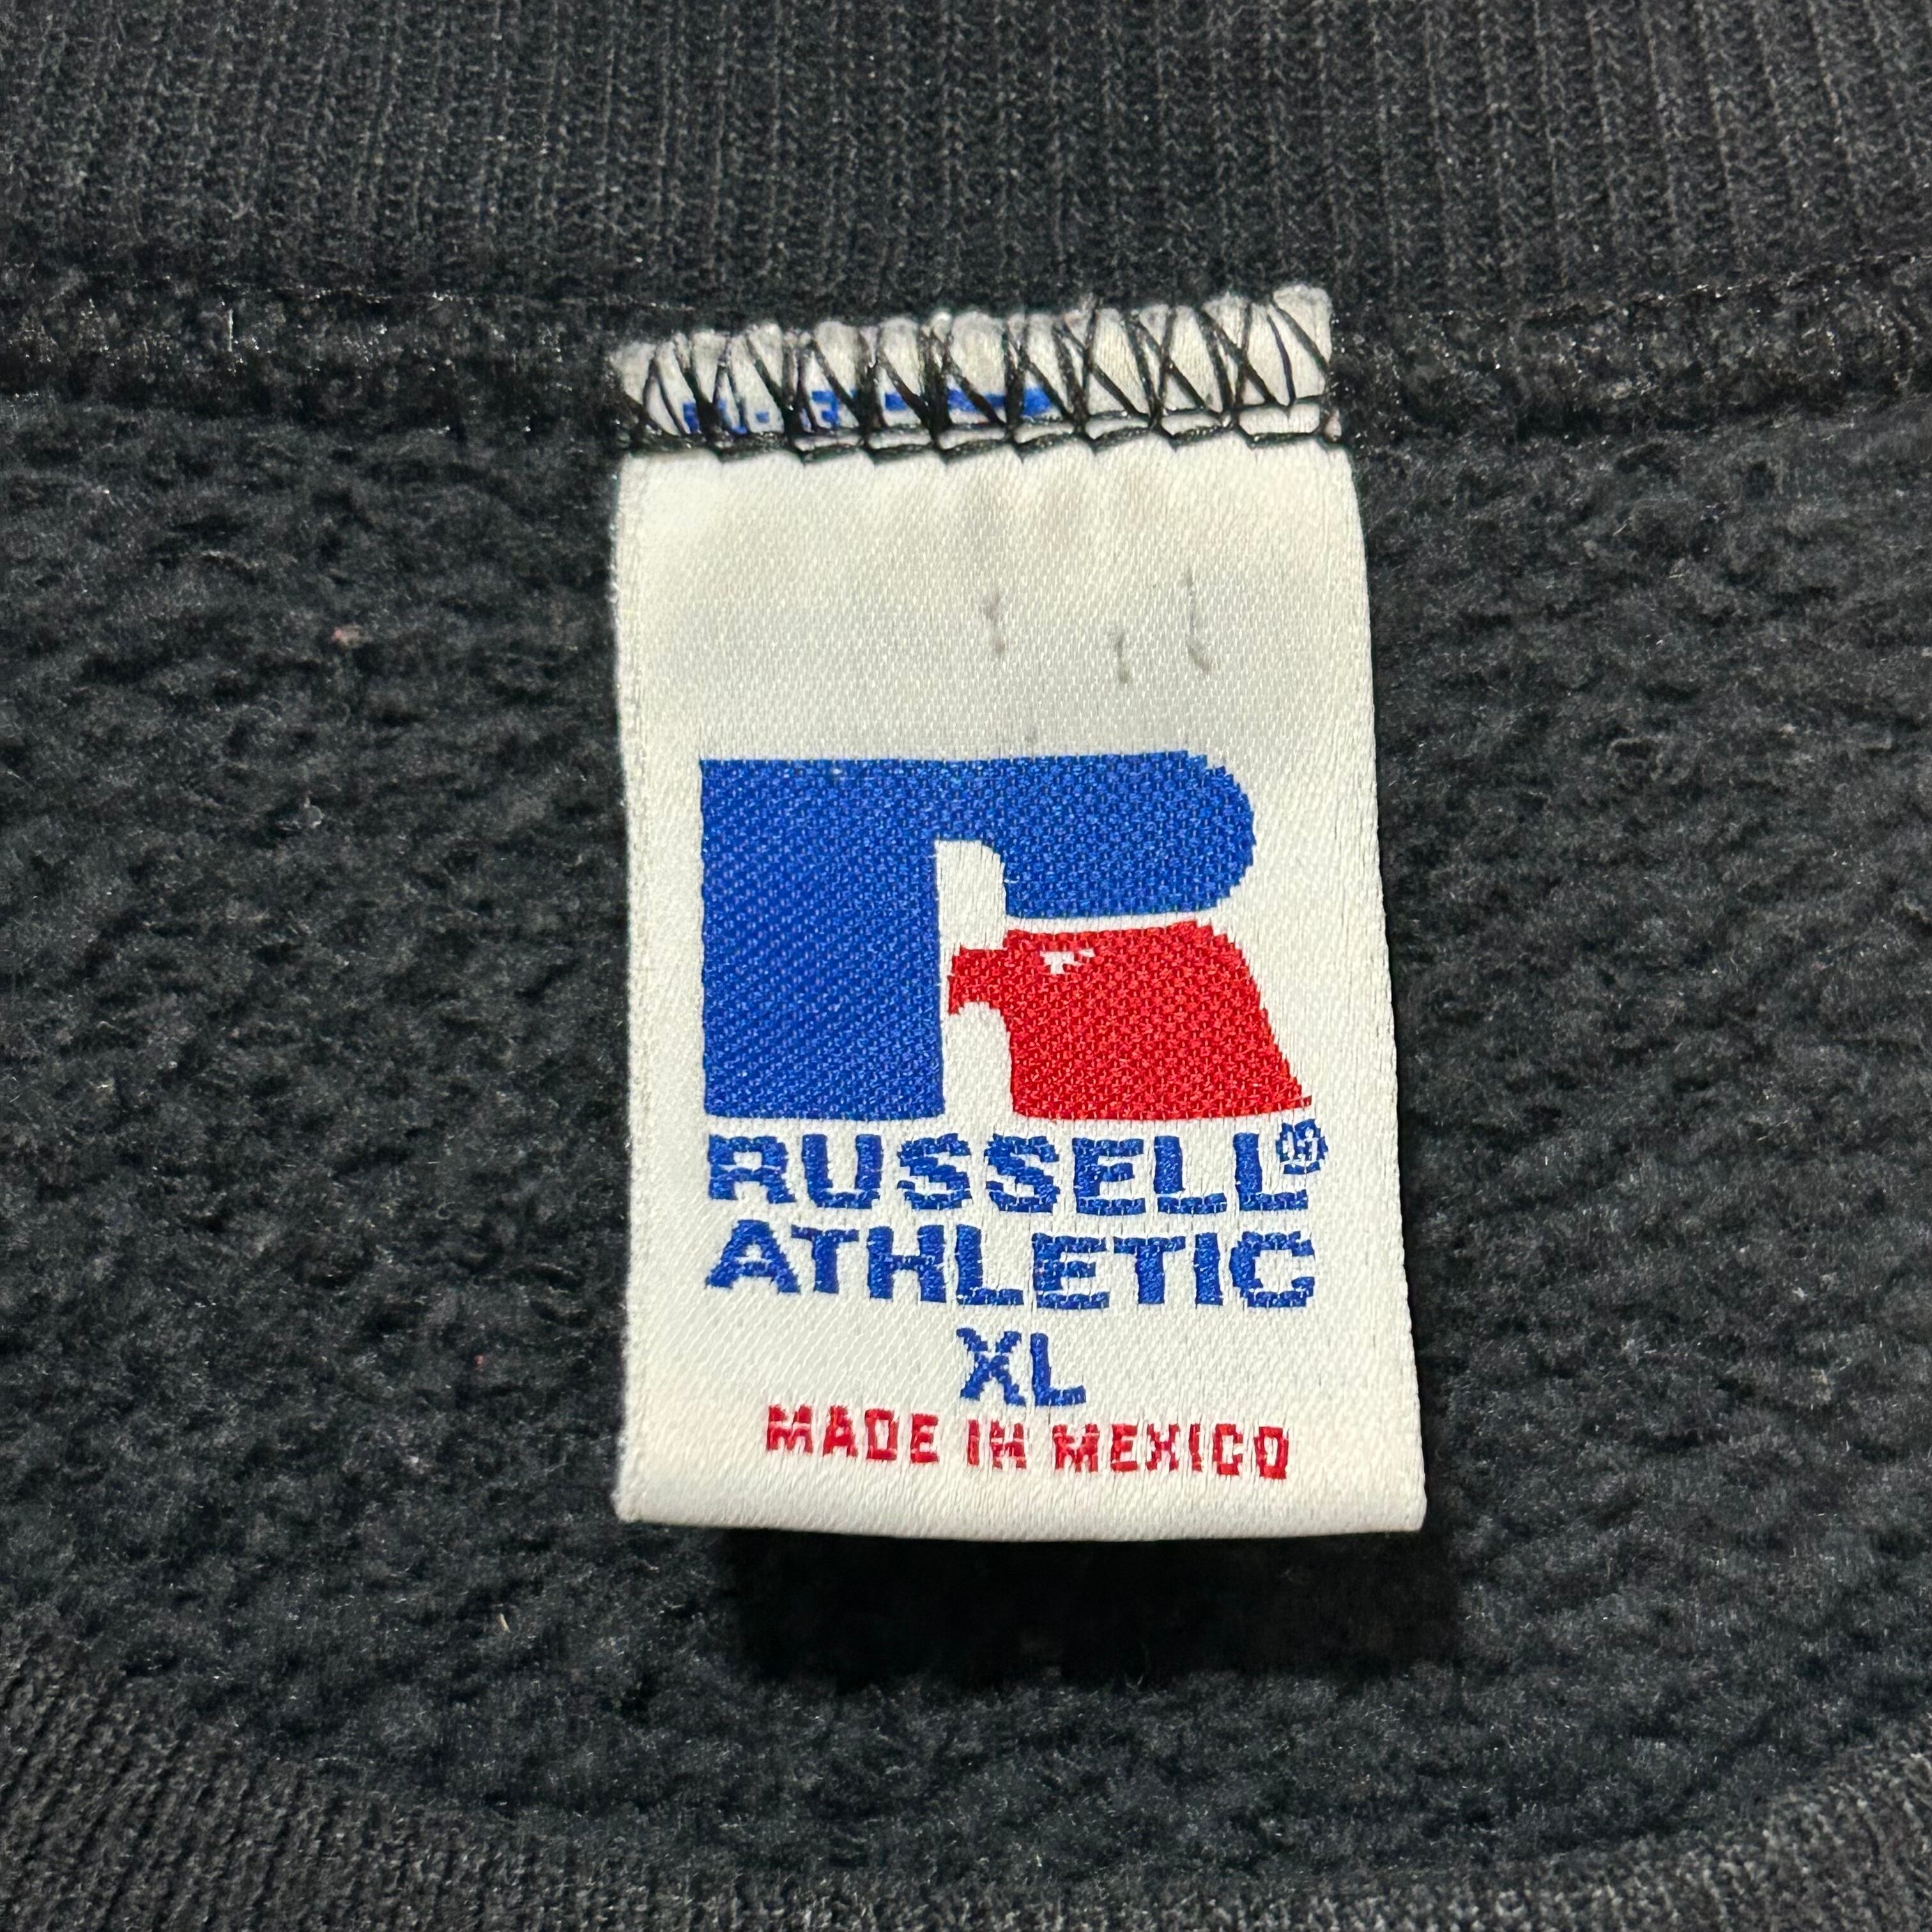 RUSSELL®
ATHLETIC
XL
MADE IN MEXICO